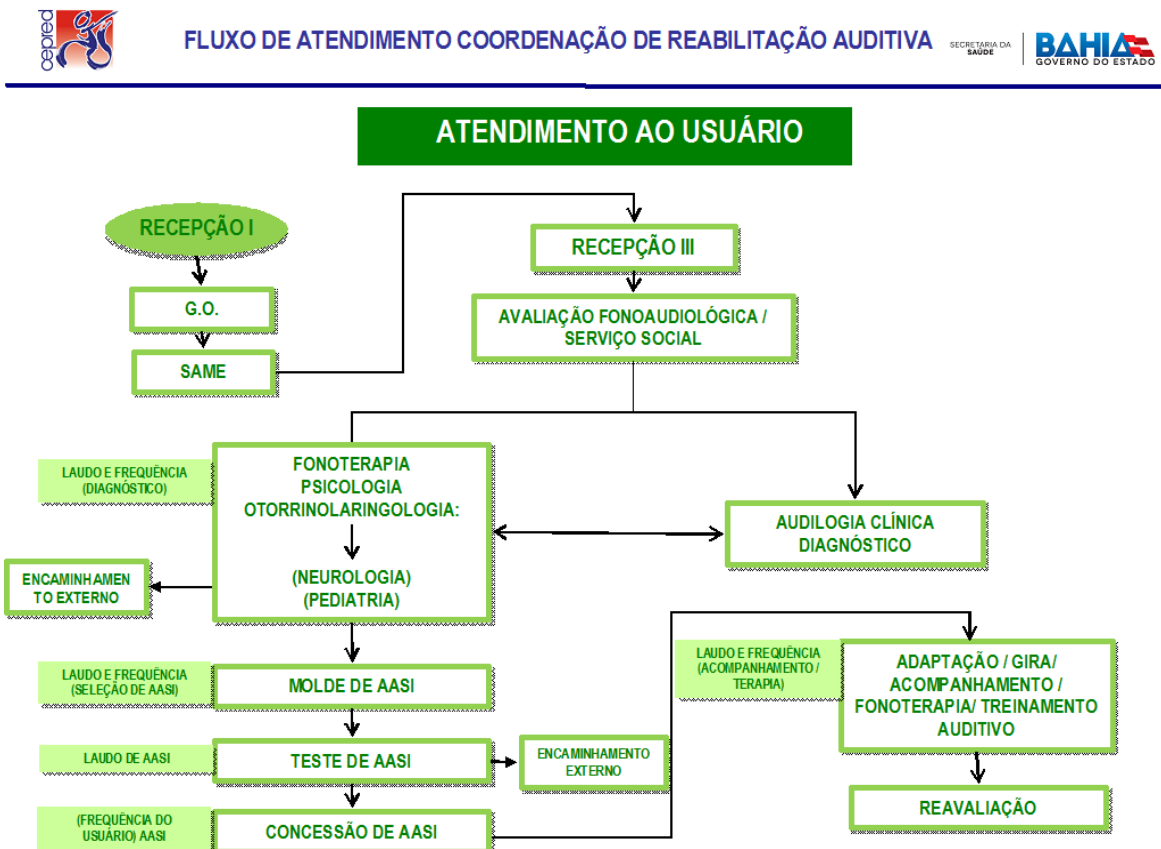 cepred
FLUXO DE ATENDIMENTO COORDENAÇÃO DE REABILITAÇÃO AUDITIVA
SECRETARIA DA
SAÚDE
BAHIA
GOVERNO DO ESTADO
ATENDIMENTO AO USUÁRIO
RECEPÇÃO I
G.O.
SAME
RECEPÇÃO III
AVALIAÇÃO FONOAUDIOLÓGICA /
SERVIÇO SOCIAL
LAUDO E FREQUÊNCIA
(DIAGNÓSTICO)
FONOTERAPIA
PSICOLOGIA
OTORRINOLARINGOLOGIA:
(NEUROLOGIA)
(PEDIATRIA)
AUDILOGIA CLÍNICA
DIAGNÓSTICO
ENCAMINHAMEN
TO EXTERNO
LAUDO E FREQUÊNCIA
(SELEÇÃO DE AASI)
MOLDE DE AASI
LAUDO DE AASI
TESTE DE AASI
ENCAMINHAMENTO
EXTERNO
(FREQUÊNCIA DO
USUÁRIO) AASI
CONCESSÃO DE AASI
LAUDO E FREQUÊNCIA
(ACOMPANHAMENTO /
TERAPIA)
ADAPTAÇÃO / GIRA/
ACOMPANHAMENTO /
FONOTERAPIA/ TREINAMENTO
AUDITIVO
REAVALIAÇÃO